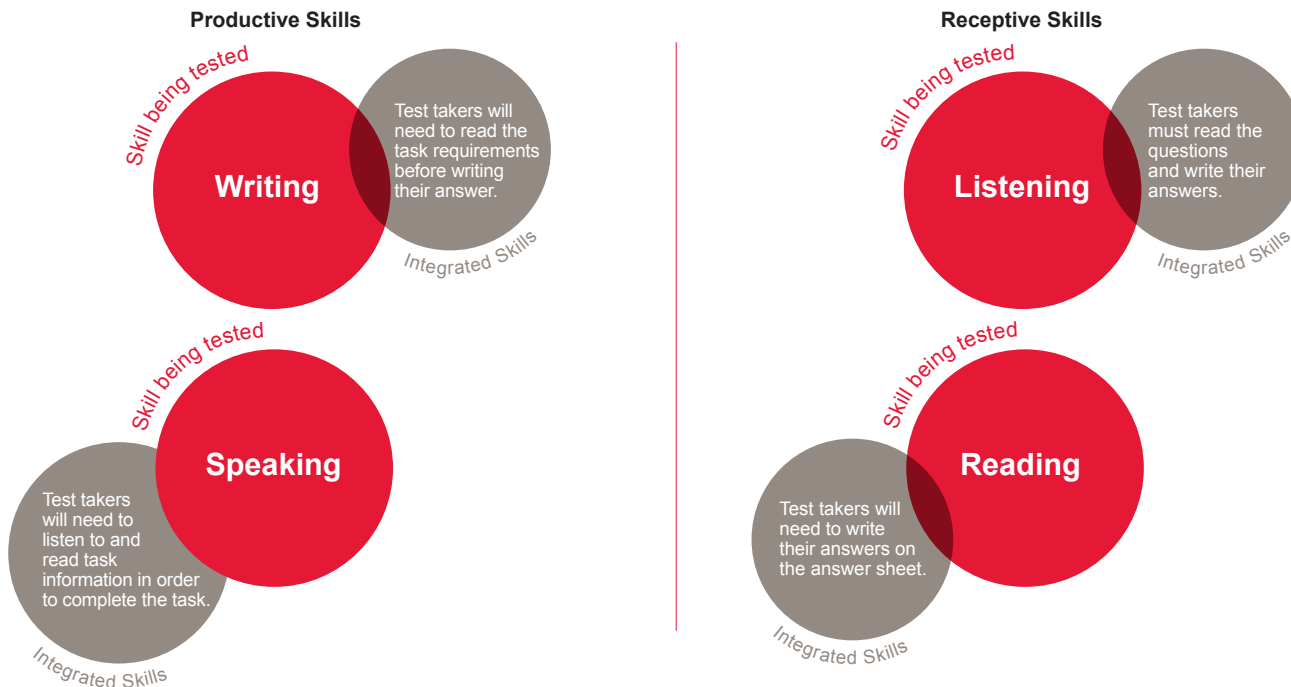 Productive Skills
Skill being tested
Writing
Test takers will
need to read the
task requirements
before writing
their answer.
Integrated Skills
Skill being tested
Speaking
Test takers
will need to
listen to and
read task
information in order
to complete the task.
Integrated Skills
Receptive Skills
Skill being tested
Listening
Test takers
must read the
questions
and write their
answers.
Integrated Skills
Skill being tested
Reading
Test takers will
need to write
their answers on
the answer sheet.
Integrated Skills